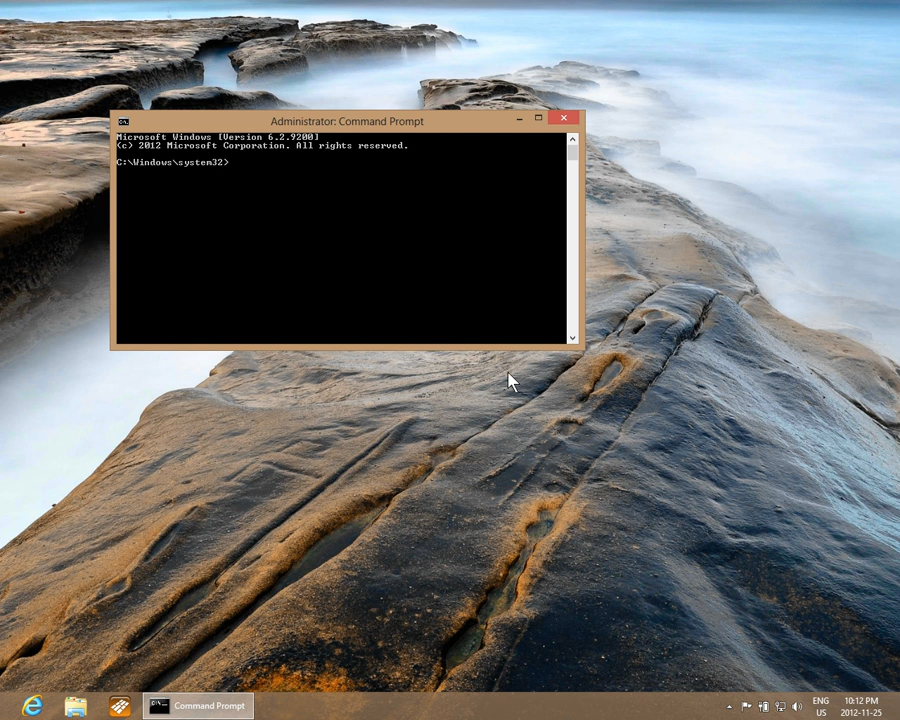 Administrator: Command Prompt
Microsoft Windows [Version 6.2.9200]
(c) 2012 Microsoft Corporation. All rights reserved.
C:\Windows\system32>
Command Prompt
ENG
US
10:12 PM
2012-11-25